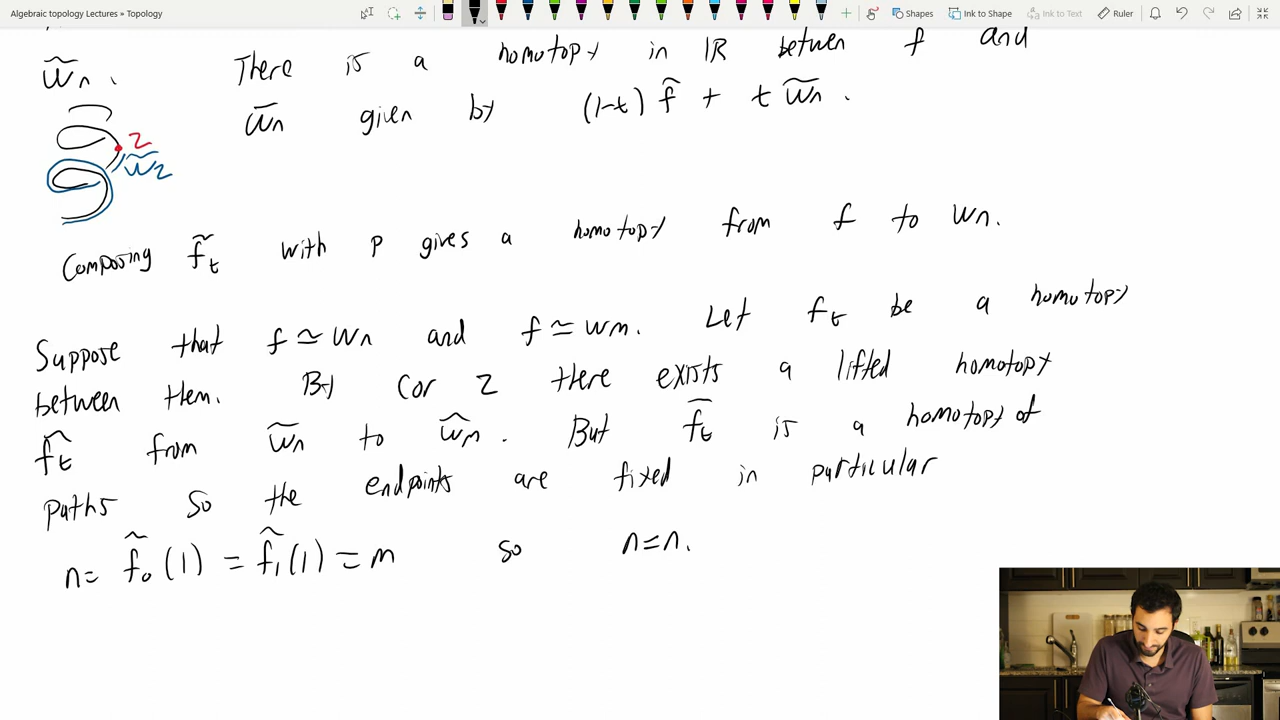 Algebraic topology Lectures » Topology
Shapes Ink to Shape Ink to Text Ruler
w̃n. There is a homotopy in IR betwen f and
w̃n given by (1-t) f̃ + t w̃n.
2
w̃2
Composing f̃t with p gives a homotopy from f to wn.
Suppose that f ≃ wn and f ≃ wm. Let ft be a homotopy
between them. By Cor 2 there exists a lifted homotopy
f̃t from w̃n to w̃m. But f̃t is a homotopy of
paths so the endpoints are fixed in particular
n = f̃0(1) = f̃1(1) = m so n=n.